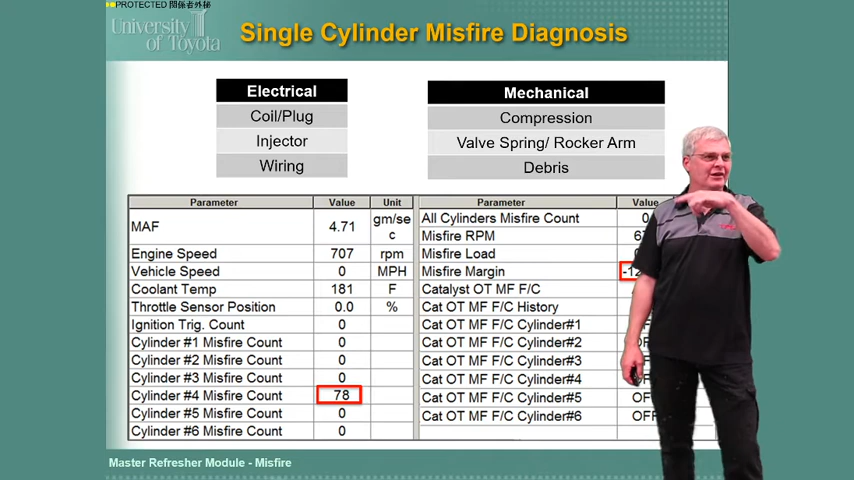 PROTECTED 関係者外秘
University
of Toyota
Single Cylinder Misfire Diagnosis
Electrical
Coil/Plug
Injector
Wiring
Mechanical
Compression
Valve Spring/ Rocker Arm
Debris
Parameter Value Unit
MAF 4.71 gm/se
c
Engine Speed 707 rpm
Vehicle Speed 0 MPH
Coolant Temp 181 F
Throttle Sensor Position 0.0 %
Ignition Trig. Count 0
Cylinder #1 Misfire Count 0
Cylinder #2 Misfire Count 0
Cylinder #3 Misfire Count 0
Cylinder #4 Misfire Count 78
Cylinder #5 Misfire Count 0
Cylinder #6 Misfire Count 0
Parameter Value
All Cylinders Misfire Count 0
Misfire RPM
Misfire Load
Misfire Margin
Catalyst OT MF F/C
Cat OT MF F/C History
Cat OT MF F/C Cylinder#1
Cat OT MF F/C Cylinder#2
Cat OT MF F/C Cylinder#3
Cat OT MF F/C Cylinder#4
Cat OT MF F/C Cylinder#5
Cat OT MF F/C Cylinder#6
Master Refresher Module - Misfire